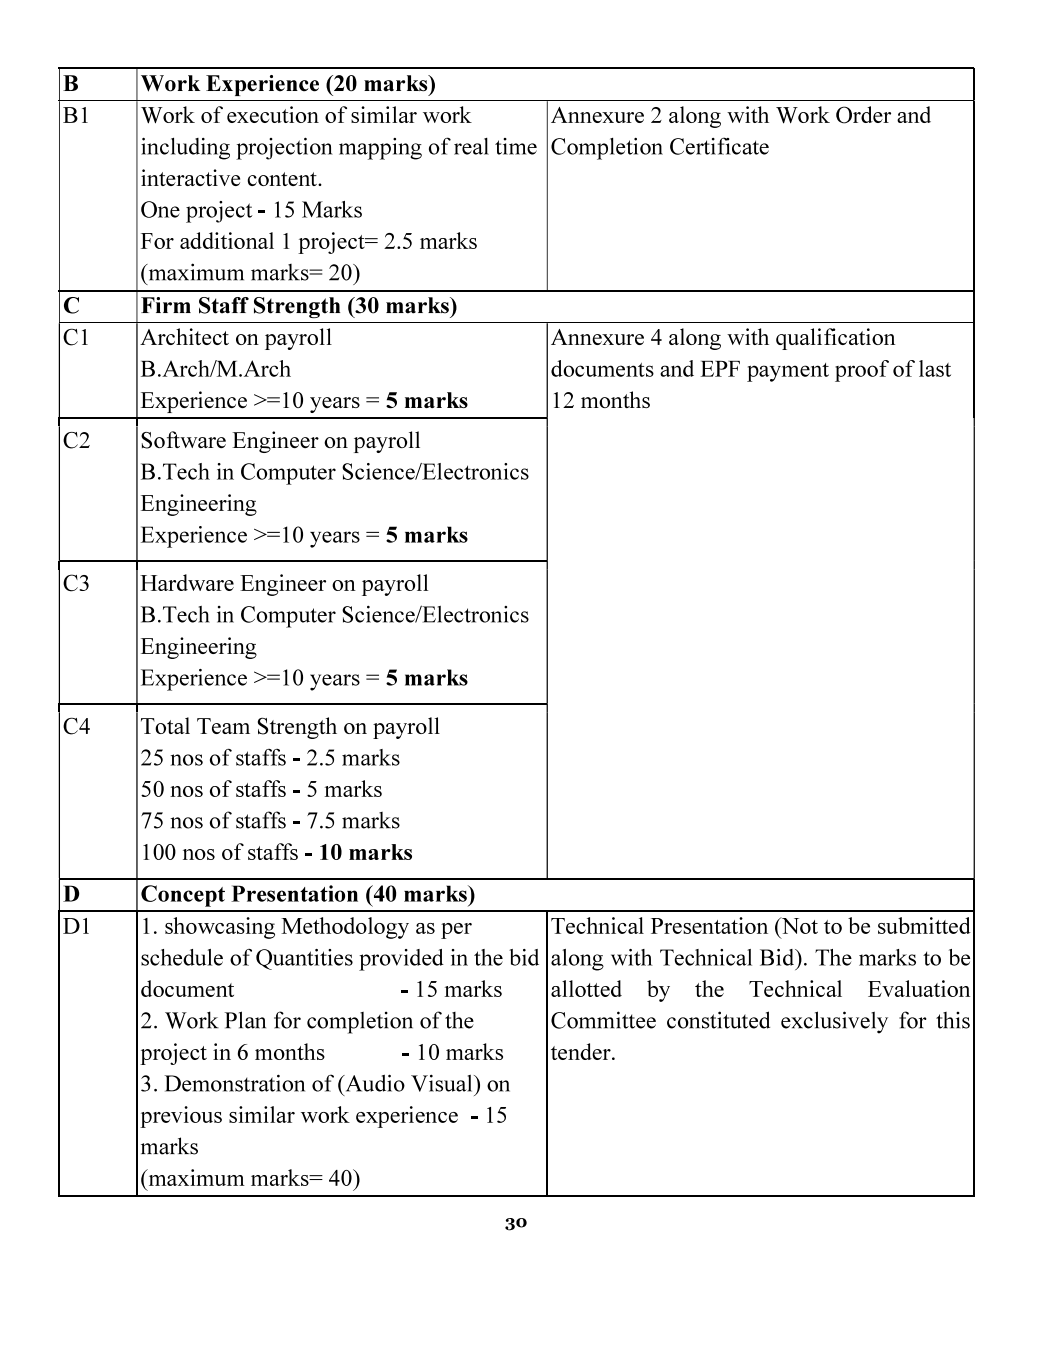 B Work Experience (20 marks)
B1 Work of execution of similar work Annexure 2 along with Work Order and
including projection mapping of real time Completion Certificate
interactive content.
One project - 15 Marks
For additional 1 project= 2.5 marks
(maximum marks= 20)
C Firm Staff Strength (30 marks)
C1 Architect on payroll Annexure 4 along with qualification
B.Arch/M.Arch documents and EPF payment proof of last
Experience >=10 years = 5 marks 12 months
C2 Software Engineer on payroll
B.Tech in Computer Science/Electronics
Engineering
Experience >=10 years = 5 marks
C3 Hardware Engineer on payroll
B.Tech in Computer Science/Electronics
Engineering
Experience >=10 years = 5 marks
C4 Total Team Strength on payroll
25 nos of staffs - 2.5 marks
50 nos of staffs - 5 marks
75 nos of staffs - 7.5 marks
100 nos of staffs - 10 marks
D Concept Presentation (40 marks)
D1 1. showcasing Methodology as per Technical Presentation (Not to be submitted
schedule of Quantities provided in the bid along with Technical Bid). The marks to be
document - 15 marks allotted by the Technical Evaluation
2. Work Plan for completion of the Committee constituted exclusively for this
project in 6 months - 10 marks tender.
3. Demonstration of (Audio Visual) on
previous similar work experience - 15
marks
(maximum marks= 40)
30